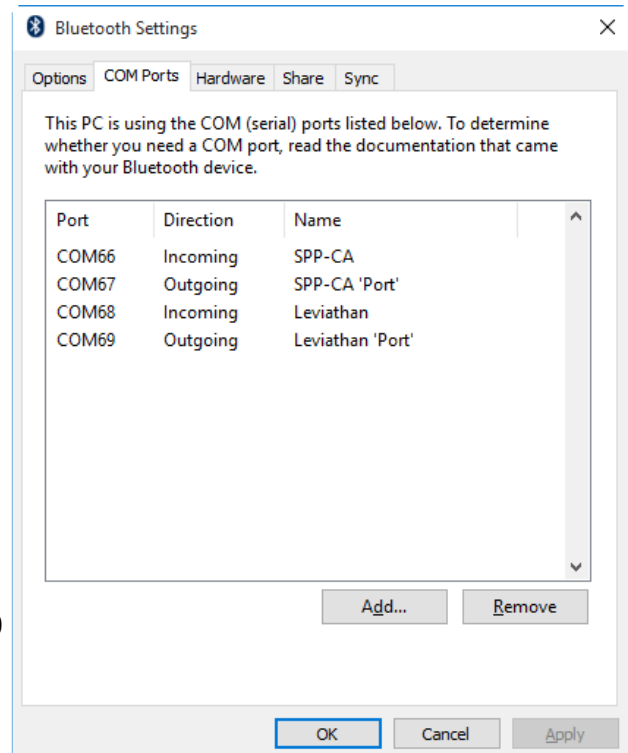 Bluetooth Settings
Options COM Ports Hardware Share Sync
This PC is using the COM (serial) ports listed below. To determine
whether you need a COM port, read the documentation that came
with your Bluetooth device.
Port Direction Name
COM66 Incoming SPP-CA
COM67 Outgoing SPP-CA 'Port'
COM68 Incoming Leviathan
COM69 Outgoing Leviathan 'Port'
Add... Remove
)
OK Cancel Apply